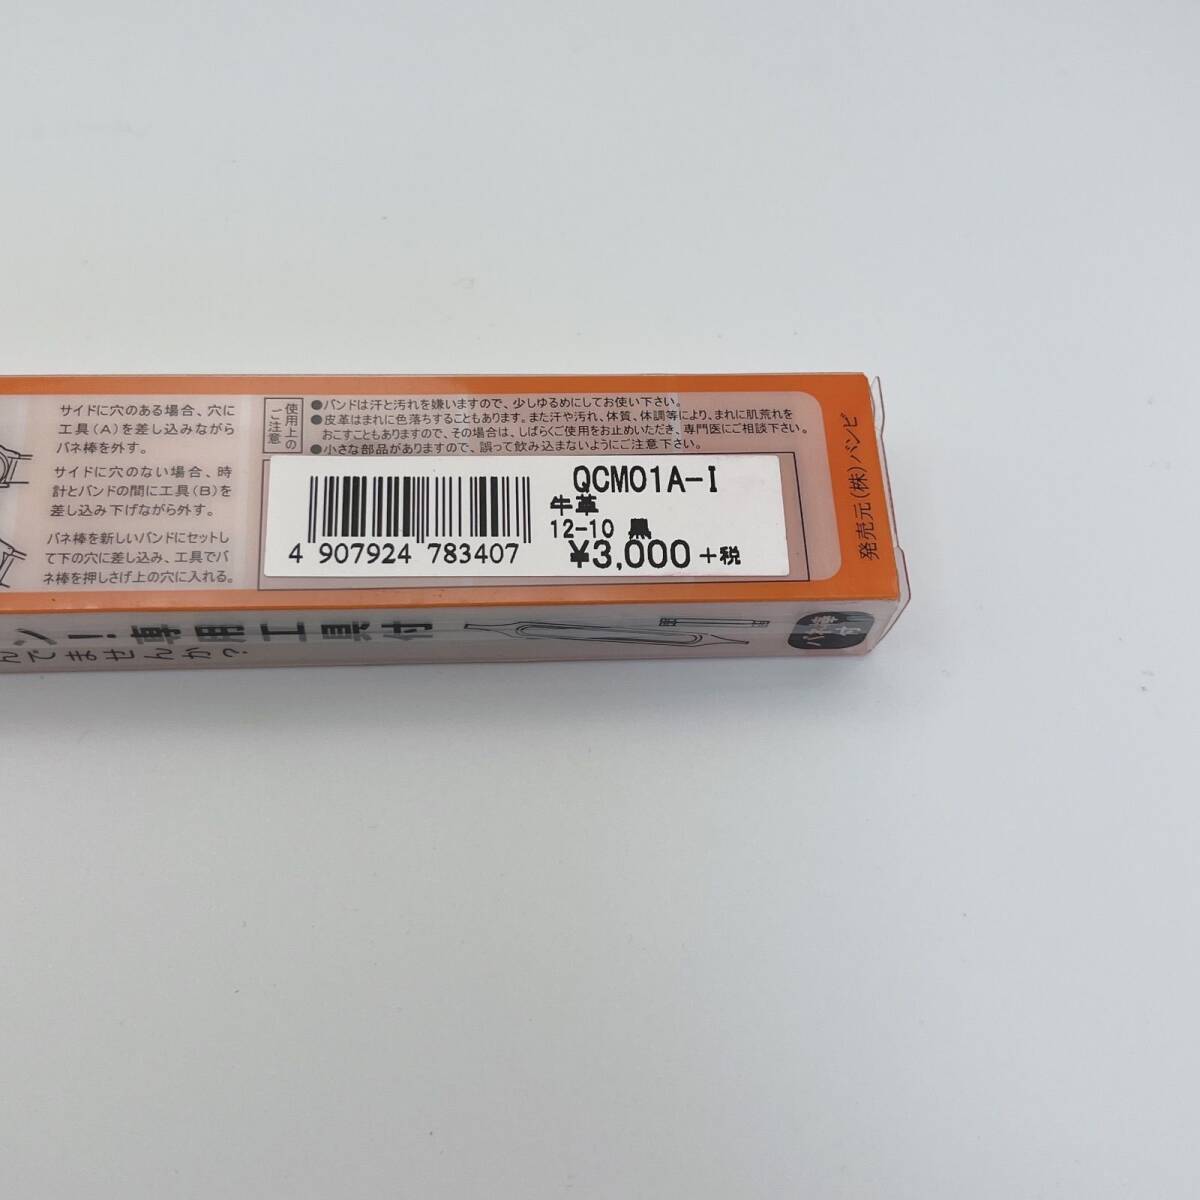 サイドに穴のある場合、穴に
工具(A)を差し込みながら
バネ棒を外す。
サイドに穴のない場合、時
計とバンドの間に工具(B)を
差し込み下げながら外す。
バネ棒を新しいバンドにセットし
て下の穴に差し込み、工具でバ
ネ棒を押しさげ上の穴に入れる。
使用上の
ご注意
●バンドは汗と汚れを嫌いますので、少しゆるめにしてお使い下さい。
●皮革はまれに色落ちすることもあります。また汗や汚れ、体質、体調等により、まれに肌荒れを
おこすこともありますので、その場合は、しばらくご使用をお止めいただき、専門医にご相談下さい。
●小さな部品がありますので、誤って飲み込まないようにご注意下さい。
QCM01A-I
牛革
12-10 黒
¥3,000 +税
4 907924 783407
発売元(株)バンビ
ン!専用工具付
んでませんか?
バネ棒
付